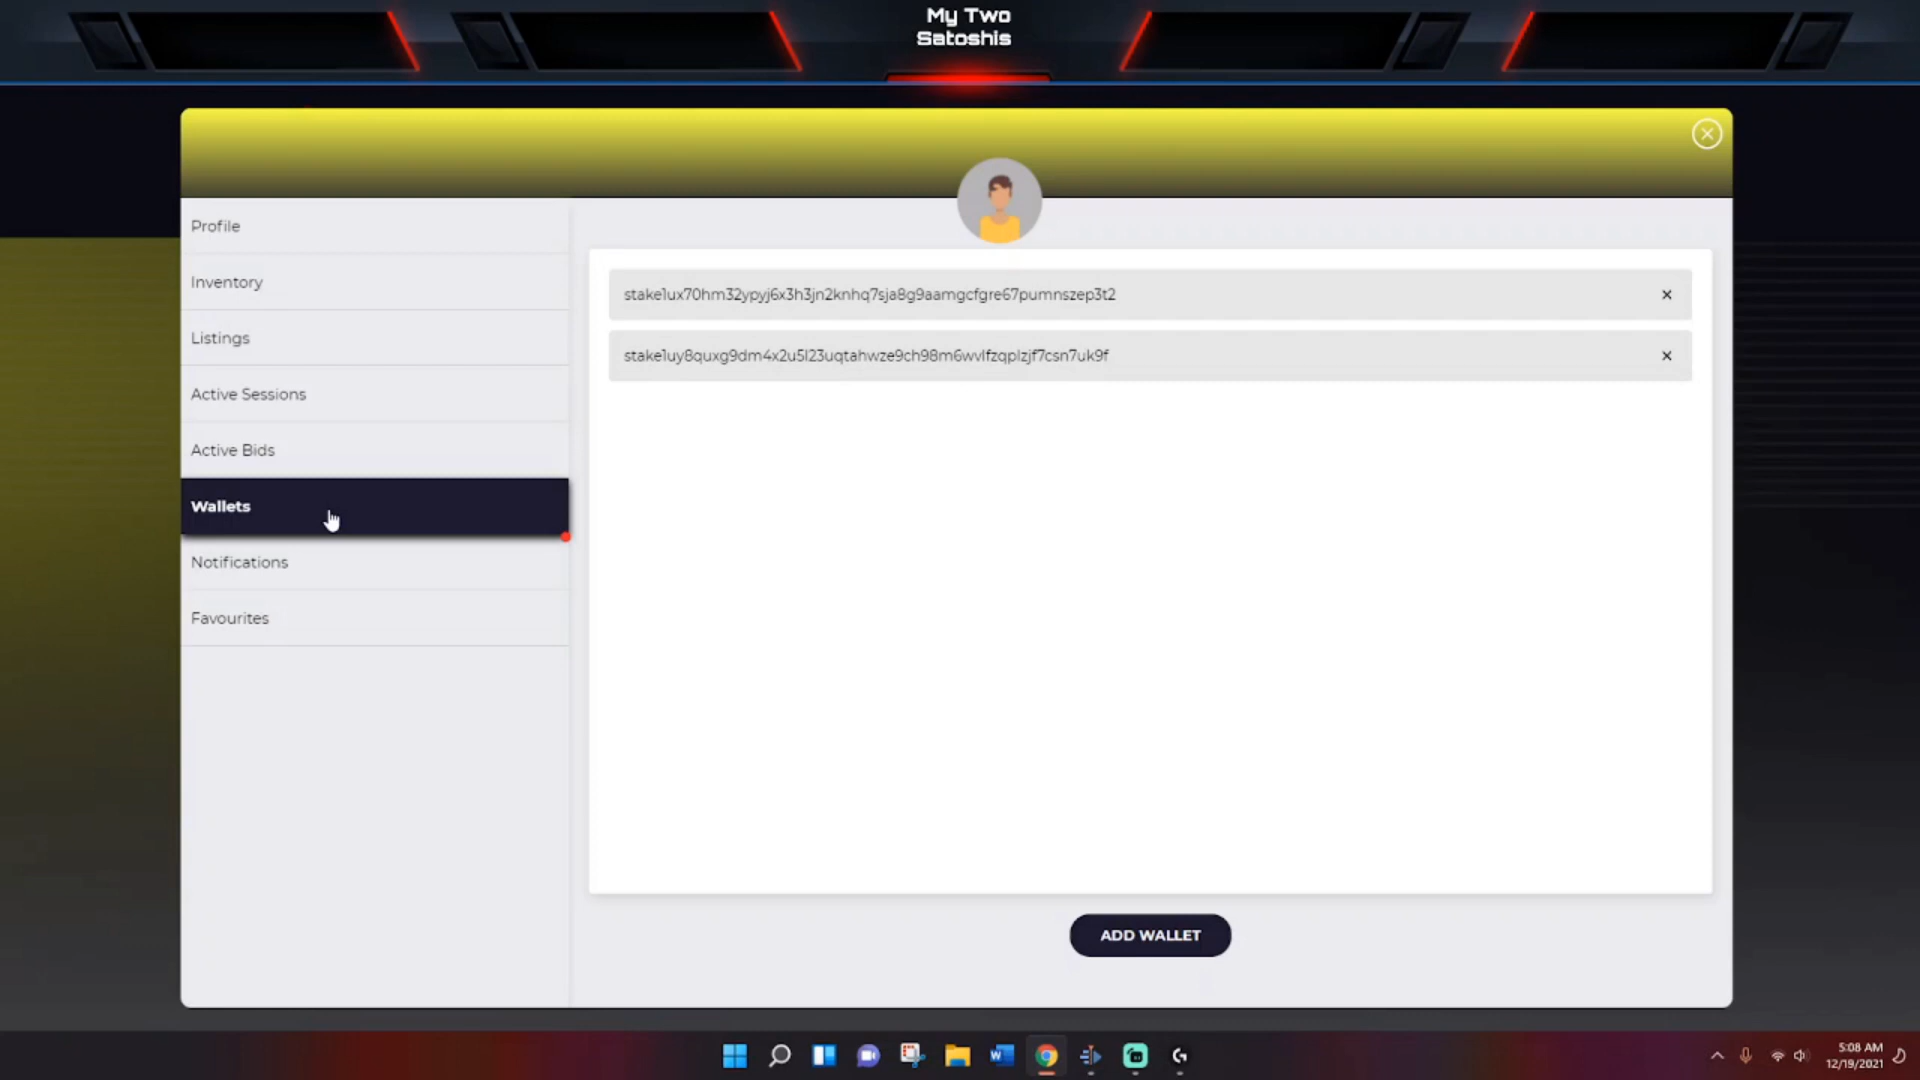 My Two
Satoshis
Profile
Inventory
Listings
Active Sessions
Active Bids
Wallets
Notifications
Favourites
stake1ux70hm32ypyj6x3h3jn2knhq7sja8g9aamgcfgre67pumnszep3t2
stake1uy8quxg9dm4x2u5l23uqtahwze9ch98m6wvlfzqplzjf7csn7uk9f
ADD WALLET
5:08 AM
12/19/2021